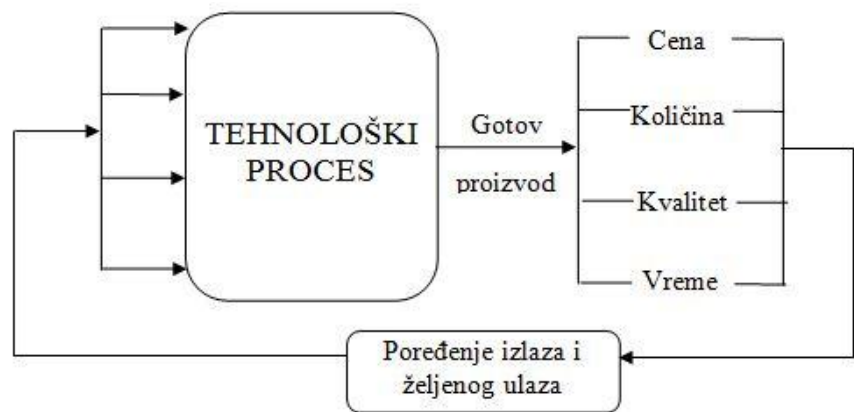 TEHNOLOŠKI
PROCES
Gotov
proizvod
Cena
Količina
Kvalitet
Vreme
Poređenje izlaza i
željenog ulaza